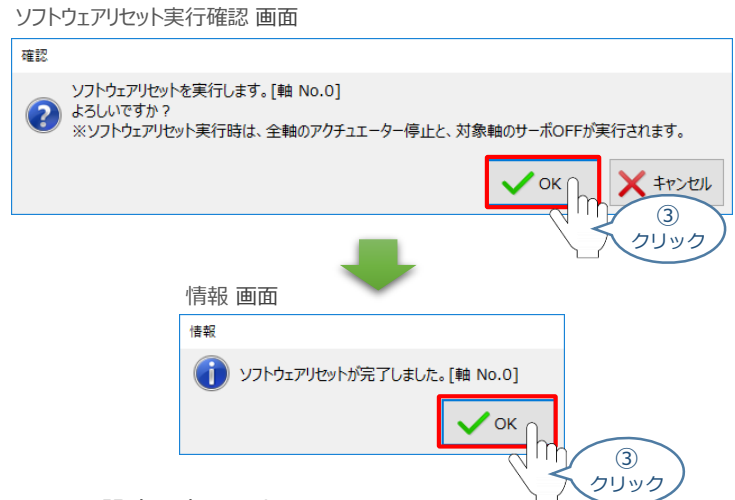 ソフトウェアリセット実行確認 画面
確認
ソフトウェアリセットを実行します。[軸 No.0]
よろしいですか？
※ソフトウェアリセット実行時は、全軸のアクチュエーター停止と、対象軸のサーボOFFが実行されます。
OK
キャンセル
③
クリック
情報 画面
情報
ソフトウェアリセットが完了しました。[軸 No.0]
OK
③
クリック